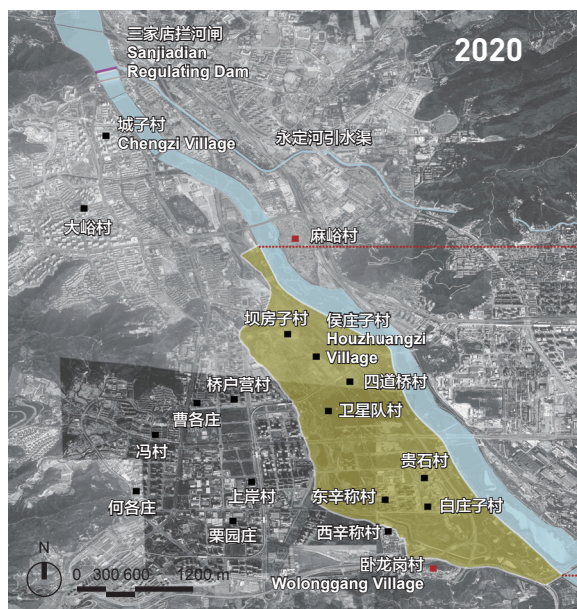 三家店拦河闸
Sanjiadian
Regulating Dam
2020
城子村
Chengzi Village
永定河引水渠
大峪村
麻峪村
坝房子村
侯庄子村
Houzhuangzi
Village
四道桥村
桥户营村
曹各庄
卫星队村
冯村
贵石村
何各庄
上岸村
东辛称村
白庄子村
栗园庄
西辛称村
卧龙岗村
Wolonggang Village
N
0 300 600 1200 m